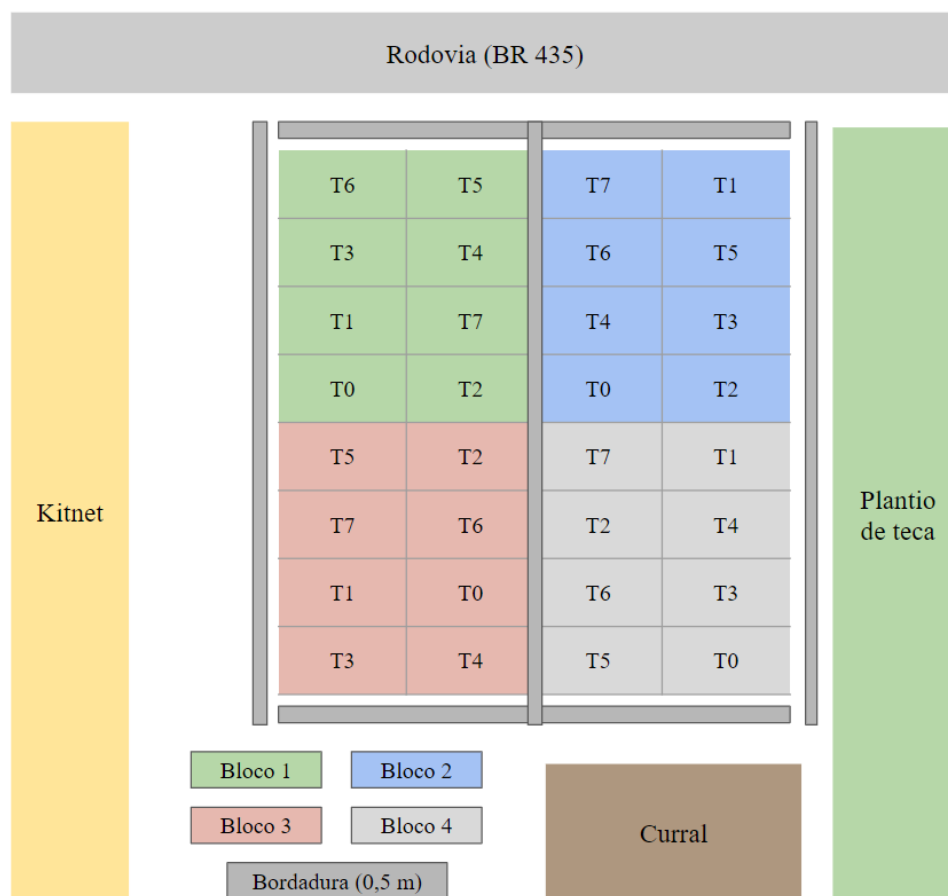 Rodovia (BR 435)
T6 T5 T7 T1
T3 T4 T6 T5
T1 T7 T4 T3
T0 T2 T0 T2
T5 T2 T7 T1
T7 T6 T2 T4
T1 T0 T6 T3
T3 T4 T5 T0
Kitnet
Plantio
de teca
Bloco 1 Bloco 2
Bloco 3 Bloco 4
Bordadura (0,5 m)
Curral